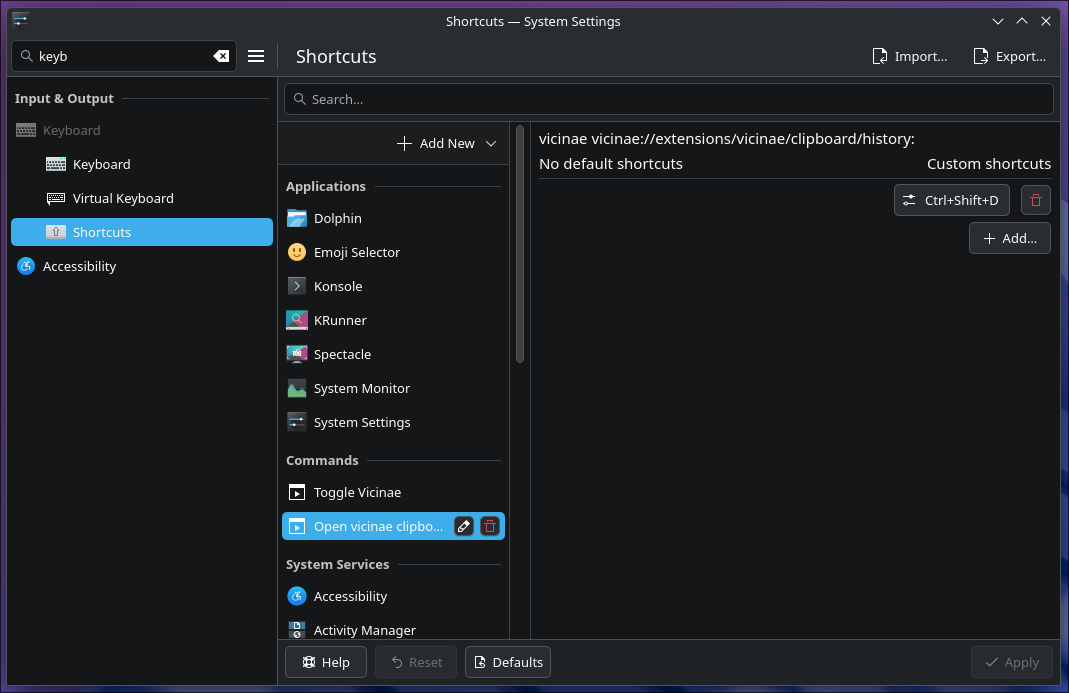 Shortcuts — System Settings
keyb
Shortcuts
Import...
Export...
Input & Output
Keyboard
Keyboard
Virtual Keyboard
Shortcuts
Accessibility
Search...
Add New
Applications
Dolphin
Emoji Selector
Konsole
KRunner
Spectacle
System Monitor
System Settings
Commands
Toggle Vicinae
Open vicinae clipbo...
System Services
Accessibility
Activity Manager
vicinae vicinae://extensions/vicinae/clipboard/history:
No default shortcuts
Custom shortcuts
Ctrl+Shift+D
Add...
Help
Reset
Defaults
Apply